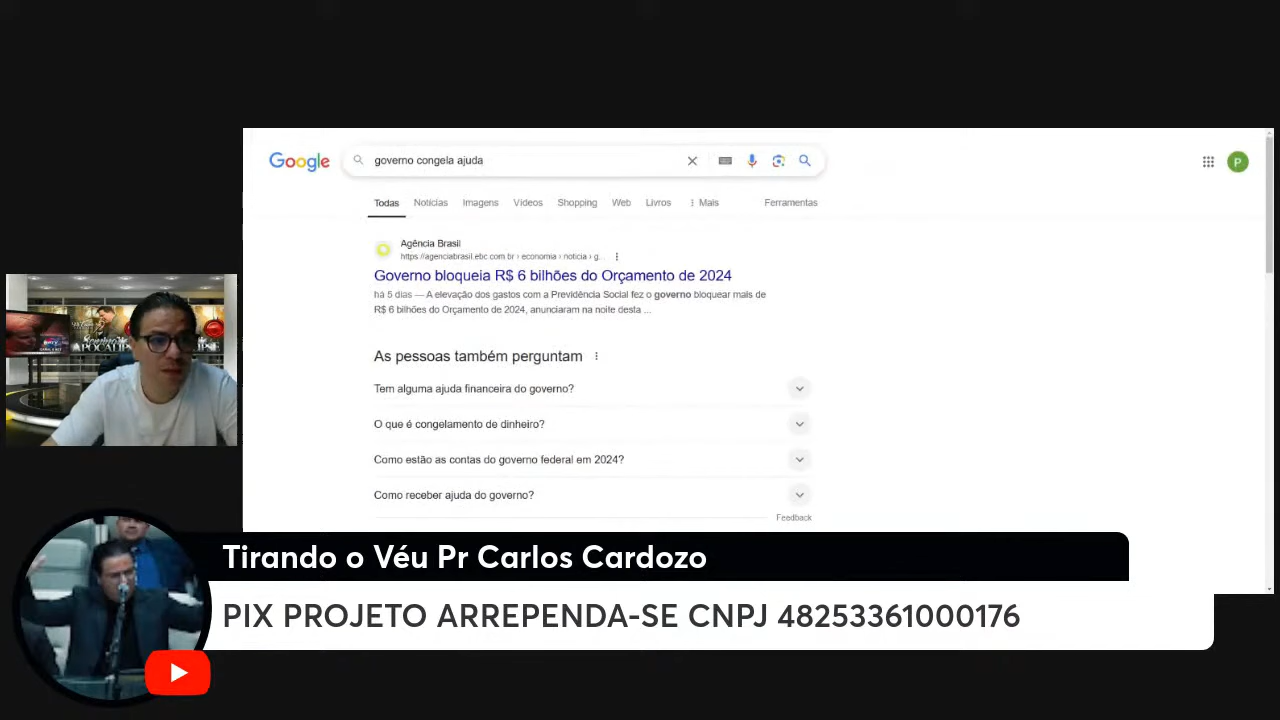 Google
governo congela ajuda
P
Todas
Notícias
Imagens
Vídeos
Shopping
Web
Livros
Mais
Ferramentas
Agência Brasil
https://agenciabrasil.ebc.com.br › economia › noticia › g...
Governo bloqueia R$ 6 bilhões do Orçamento de 2024
há 5 dias — A elevação dos gastos com a Previdência Social fez o governo bloquear mais de
R$ 6 bilhões do Orçamento de 2024, anunciaram na noite desta ...
As pessoas também perguntam
Tem alguma ajuda financeira do governo?
O que é congelamento de dinheiro?
Como estão as contas do governo federal em 2024?
Como receber ajuda do governo?
Feedback
Tirando o Véu Pr Carlos Cardozo
PIX PROJETO ARREPENDA-SE CNPJ 48253361000176